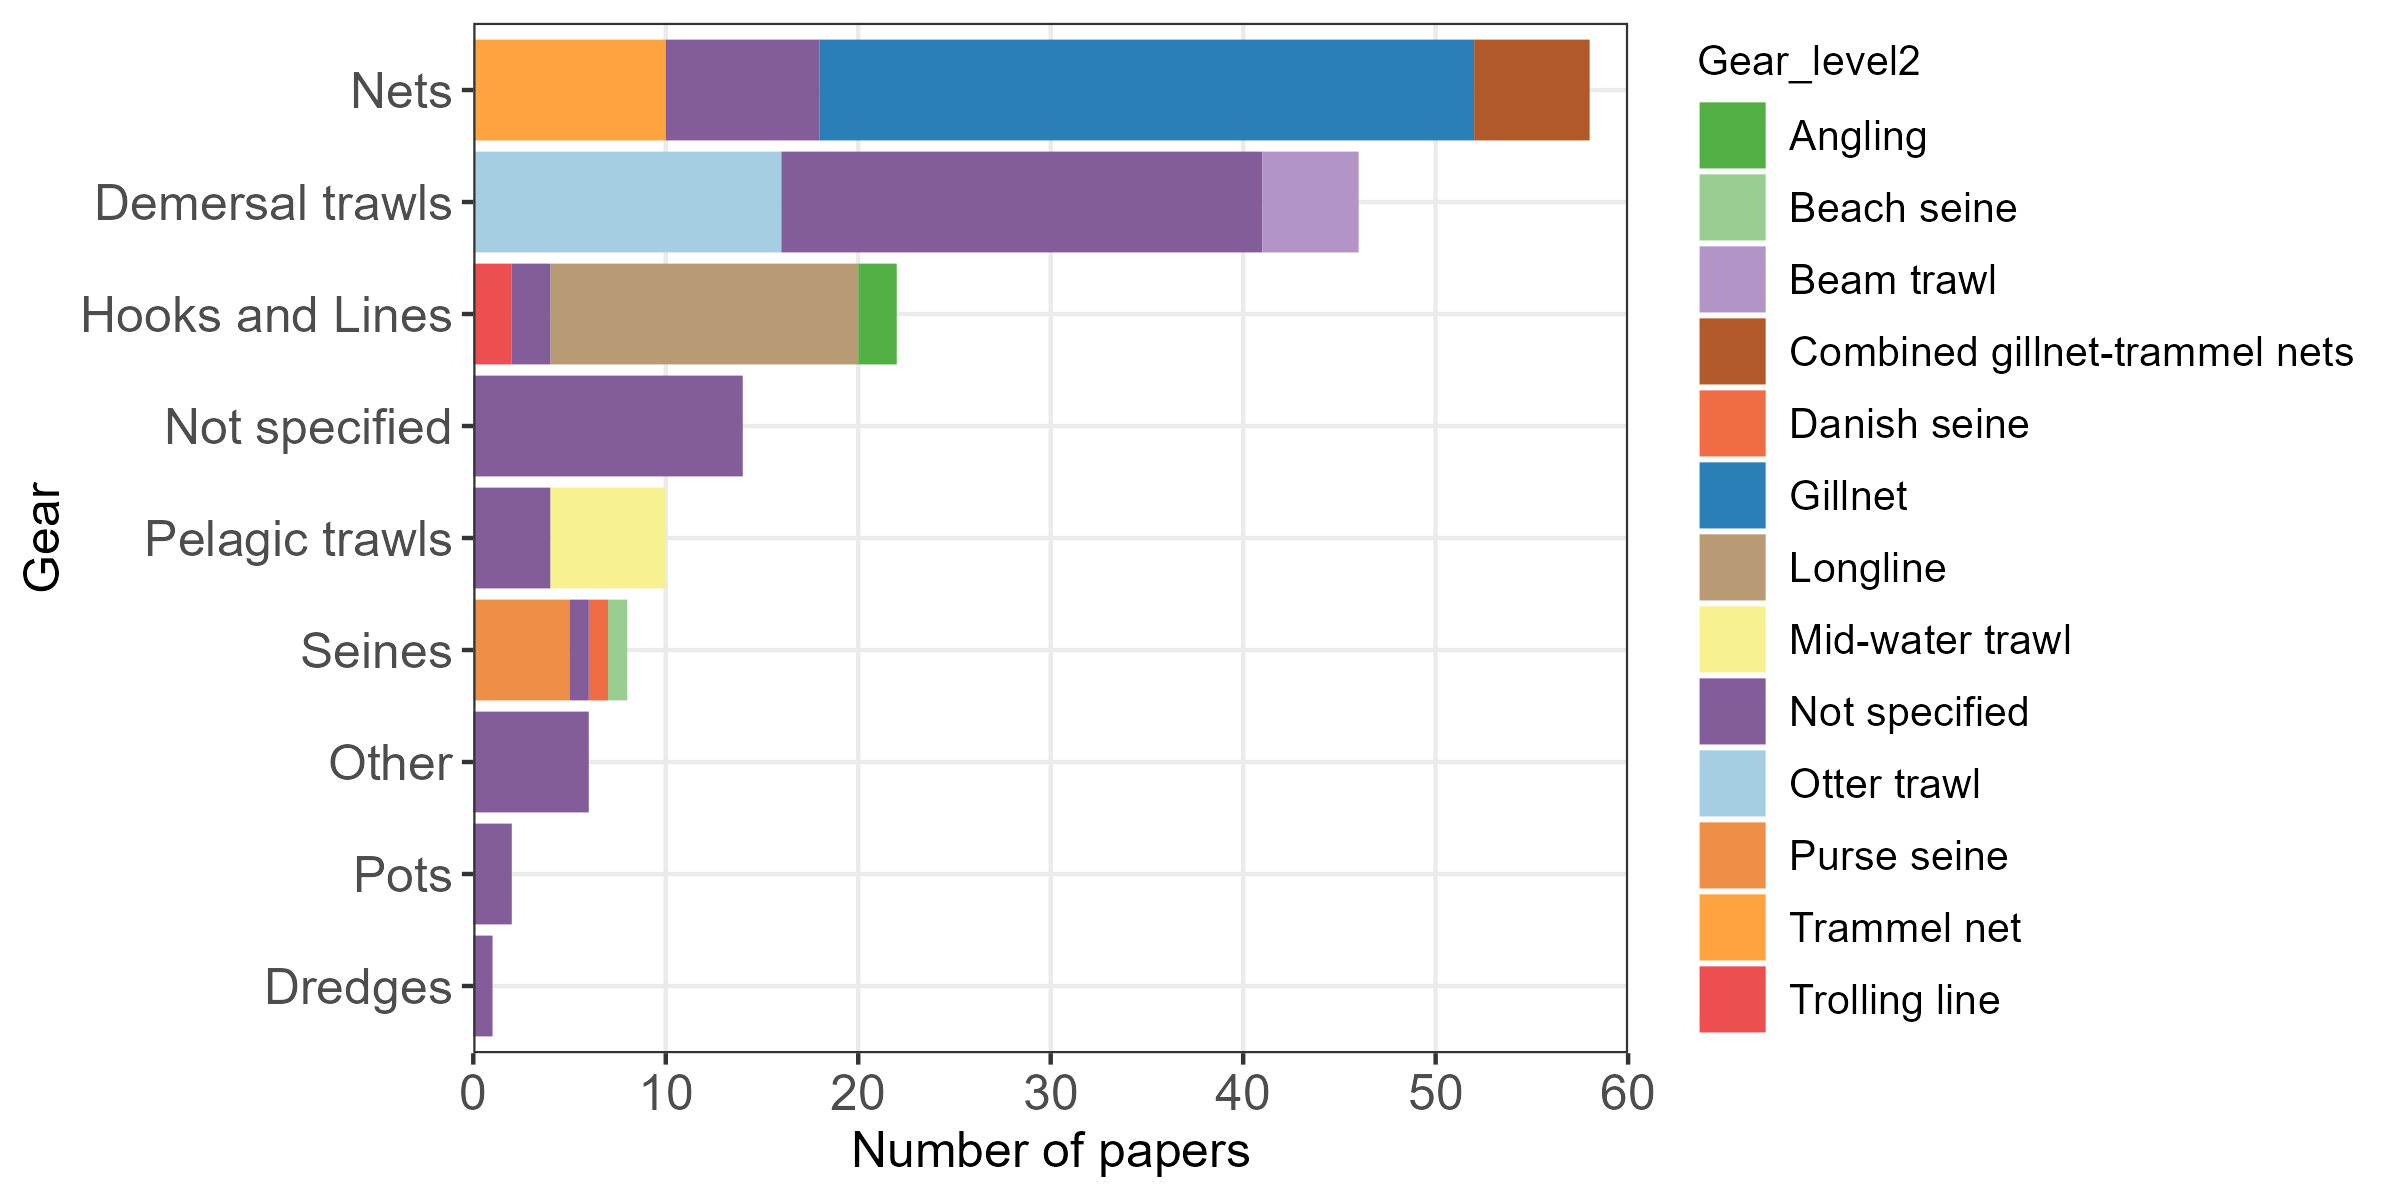 Nets
Demersal trawls
Hooks and Lines
Not specified
Pelagic trawls
Seines
Other
Pots
Dredges
Gear
0 10 20 30 40 50 60
Number of papers
Gear_level2
Angling
Beach seine
Beam trawl
Combined gillnet-trammel nets
Danish seine
Gillnet
Longline
Mid-water trawl
Not specified
Otter trawl
Purse seine
Trammel net
Trolling line